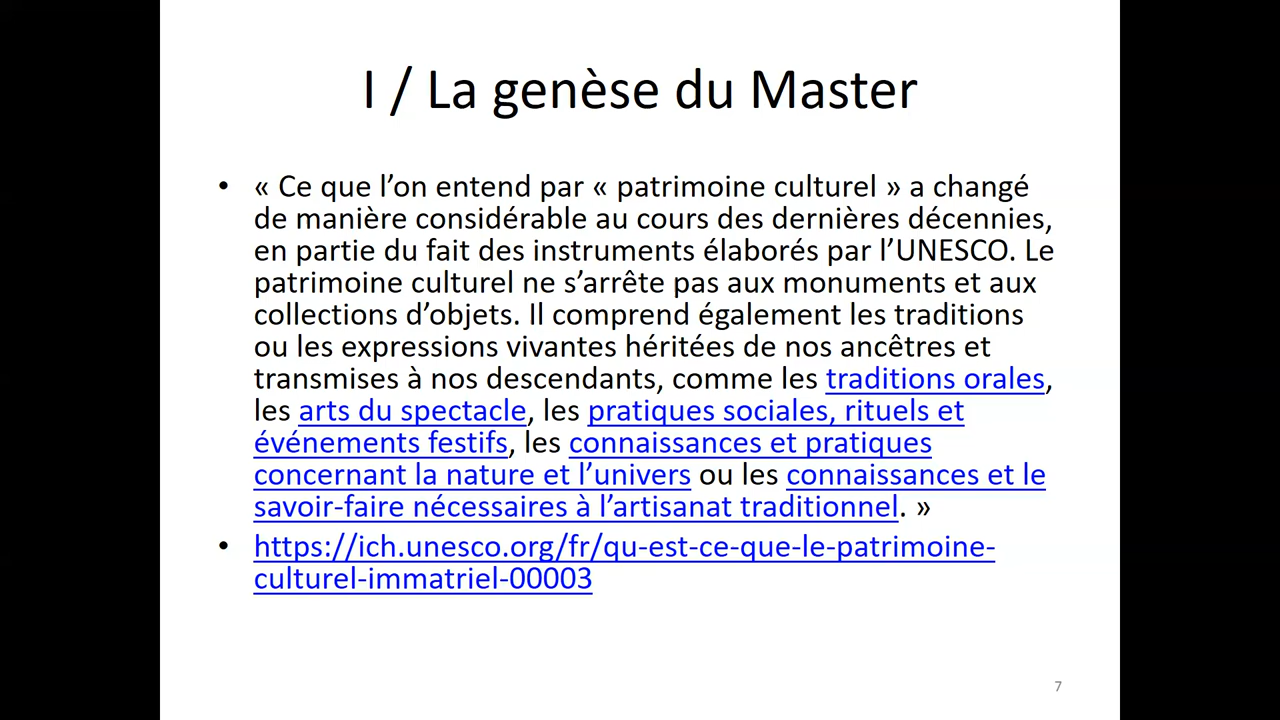 I / La genèse du Master
• « Ce que l’on entend par « patrimoine culturel » a changé
de manière considérable au cours des dernières décennies,
en partie du fait des instruments élaborés par l’UNESCO. Le
patrimoine culturel ne s’arrête pas aux monuments et aux
collections d’objets. Il comprend également les traditions
ou les expressions vivantes héritées de nos ancêtres et
transmises à nos descendants, comme les traditions orales,
les arts du spectacle, les pratiques sociales, rituels et
événements festifs, les connaissances et pratiques
concernant la nature et l’univers ou les connaissances et le
savoir-faire nécessaires à l’artisanat traditionnel. »
• https://ich.unesco.org/fr/qu-est-ce-que-le-patrimoine-
culturel-immatriel-00003
7